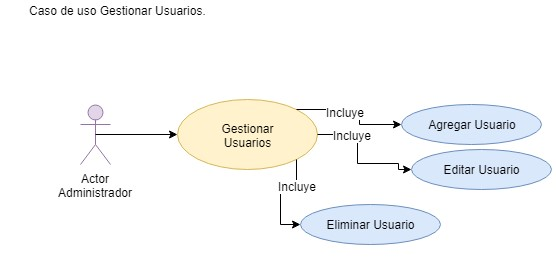 Caso de uso Gestionar Usuarios.
Incluye
Agregar Usuario
Gestionar
Usuarios
Incluye
Editar Usuario
Actor
Administrador
Incluye
Eliminar Usuario